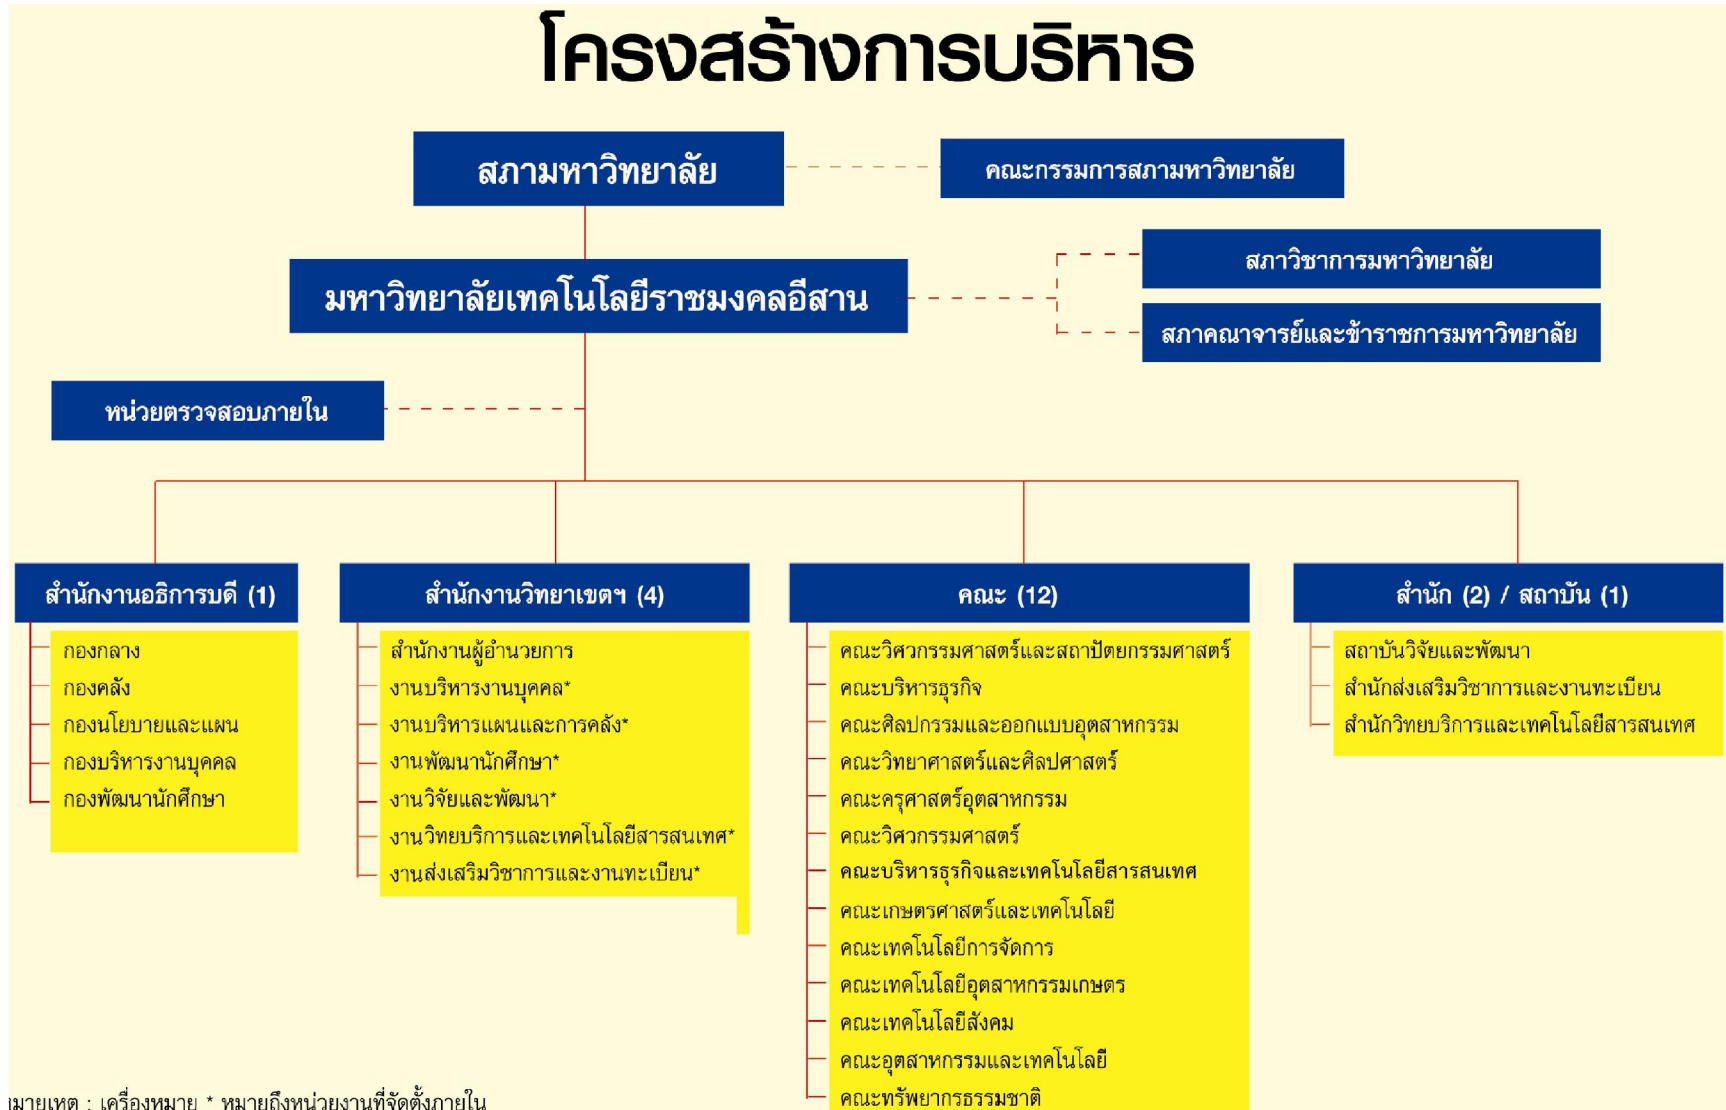 โครงสร้างการบริหาร
สภามหาวิทยาลัย
คณะกรรมการสภามหาวิทยาลัย
มหาวิทยาลัยเทคโนโลยีราชมงคลอีสาน
สภาวิชาการมหาวิทยาลัย
สภาคณาจารย์และข้าราชการมหาวิทยาลัย
หน่วยตรวจสอบภายใน
สำนักงานอธิการบดี (1)
กองกลาง
กองคลัง
กองนโยบายและแผน
กองบริหารงานบุคคล
กองพัฒนานักศึกษา
สำนักงานวิทยาเขตฯ (4)
สำนักงานผู้อำนวยการ
งานบริหารงานบุคคล*
งานบริหารแผนและการคลัง*
งานพัฒนานักศึกษา*
งานวิจัยและพัฒนา*
งานวิทยบริการและเทคโนโลยีสารสนเทศ*
งานส่งเสริมวิชาการและงานทะเบียน*
คณะ (12)
คณะวิศวกรรมศาสตร์และสถาปัตยกรรมศาสตร์
คณะบริหารธุรกิจ
คณะศิลปกรรมและออกแบบอุตสาหกรรม
คณะวิทยาศาสตร์และศิลปศาสตร์
คณะครุศาสตร์อุตสาหกรรม
คณะวิศวกรรมศาสตร์
คณะบริหารธุรกิจและเทคโนโลยีสารสนเทศ
คณะเกษตรศาสตร์และเทคโนโลยี
คณะเทคโนโลยีการจัดการ
คณะเทคโนโลยีอุตสาหกรรมเกษตร
คณะเทคโนโลยีสังคม
คณะอุตสาหกรรมและเทคโนโลยี
คณะทรัพยากรธรรมชาติ
สำนัก (2) / สถาบัน (1)
สถาบันวิจัยและพัฒนา
สำนักส่งเสริมวิชาการและงานทะเบียน
สำนักวิทยบริการและเทคโนโลยีสารสนเทศ
หมายเหตุ : เครื่องหมาย * หมายถึงหน่วยงานที่จัดตั้งภายใน